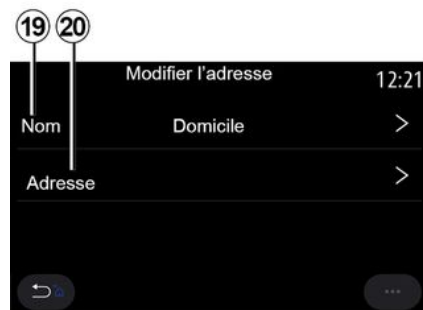 19 20
Modifier l'adresse 12:21
Nom Domicile >
Adresse >
...